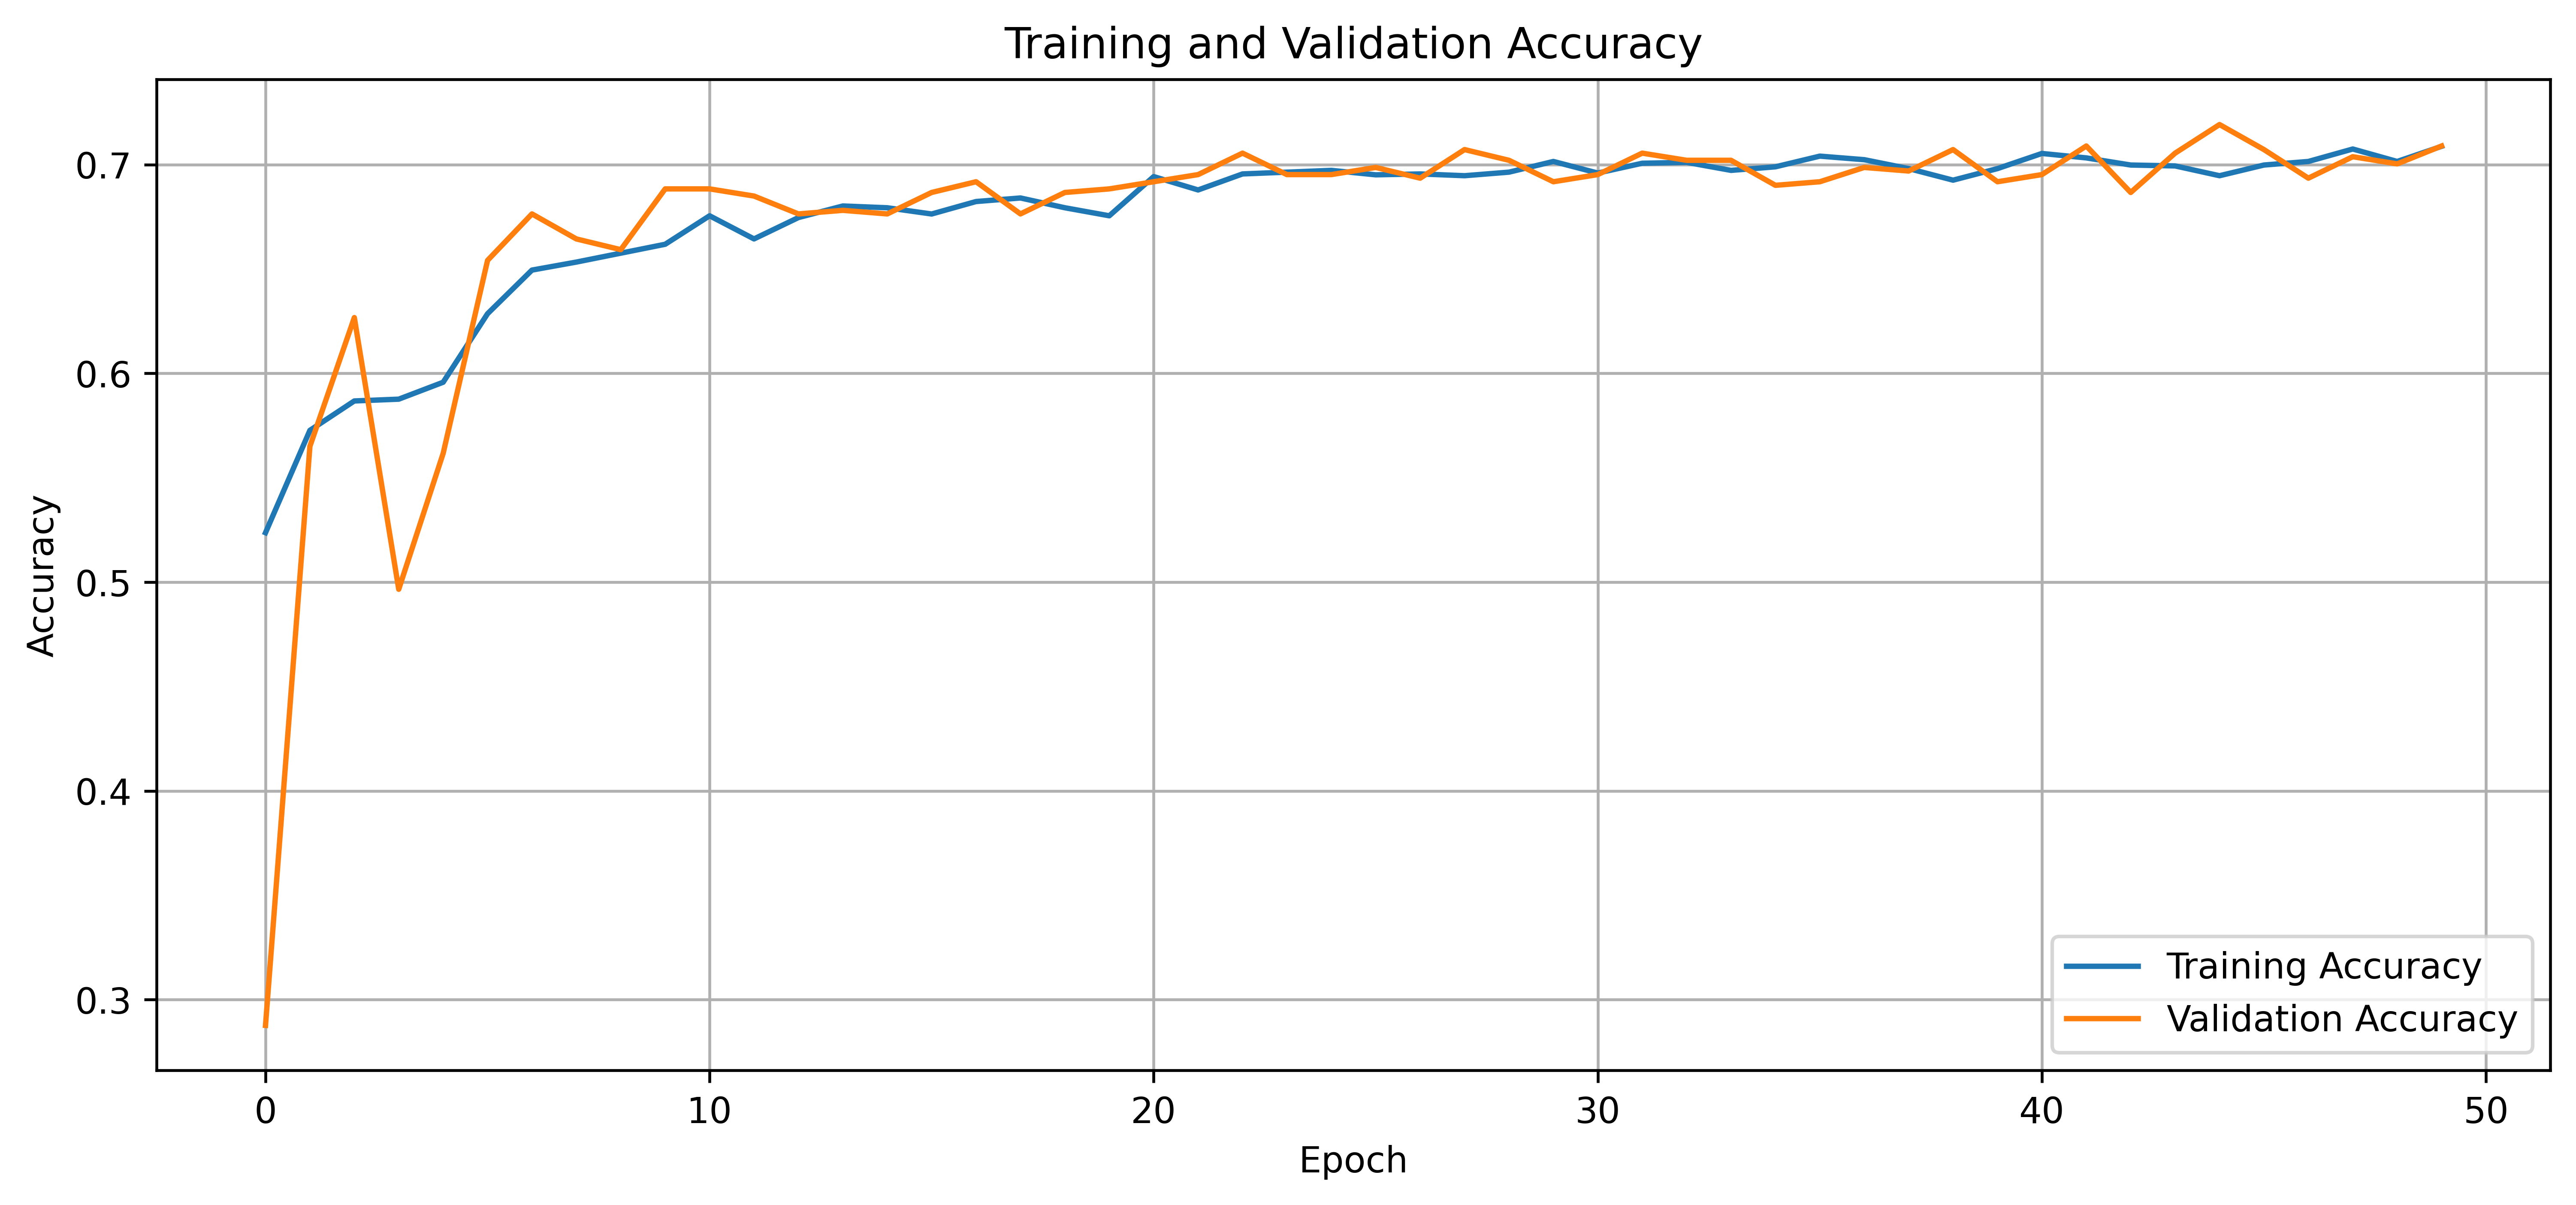 Training and Validation Accuracy
Accuracy
0.7
0.6
0.5
0.4
0.3
0 10 20 30 40 50
Epoch
Training Accuracy
Validation Accuracy